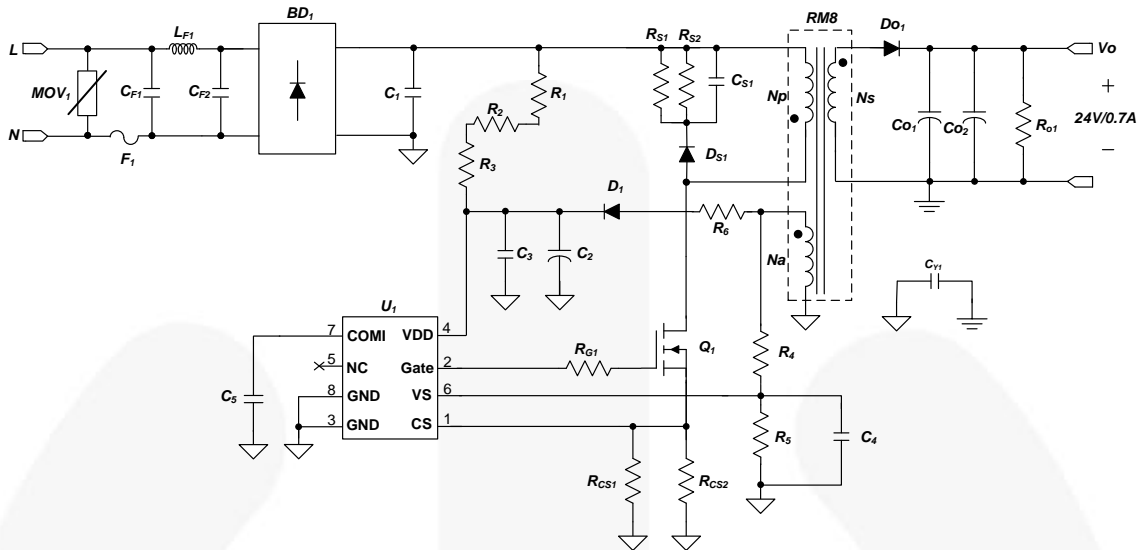 BD1
RM8
LF1
RS1 RS2
Do1
L
Vo
MOV1
CF1
CF2
C1
R1
CS1
Np
Ns
Co1
Co2
Ro1
+
24V/0.7A
−
N
F1
R2
R3
DS1
D1
R6
C3
C2
Na
CY1
U1
7 COMI VDD 4
5 NC Gate 2
8 GND VS 6
3 GND CS 1
RG1
Q1
R4
C5
R5
C4
RCS1
RCS2